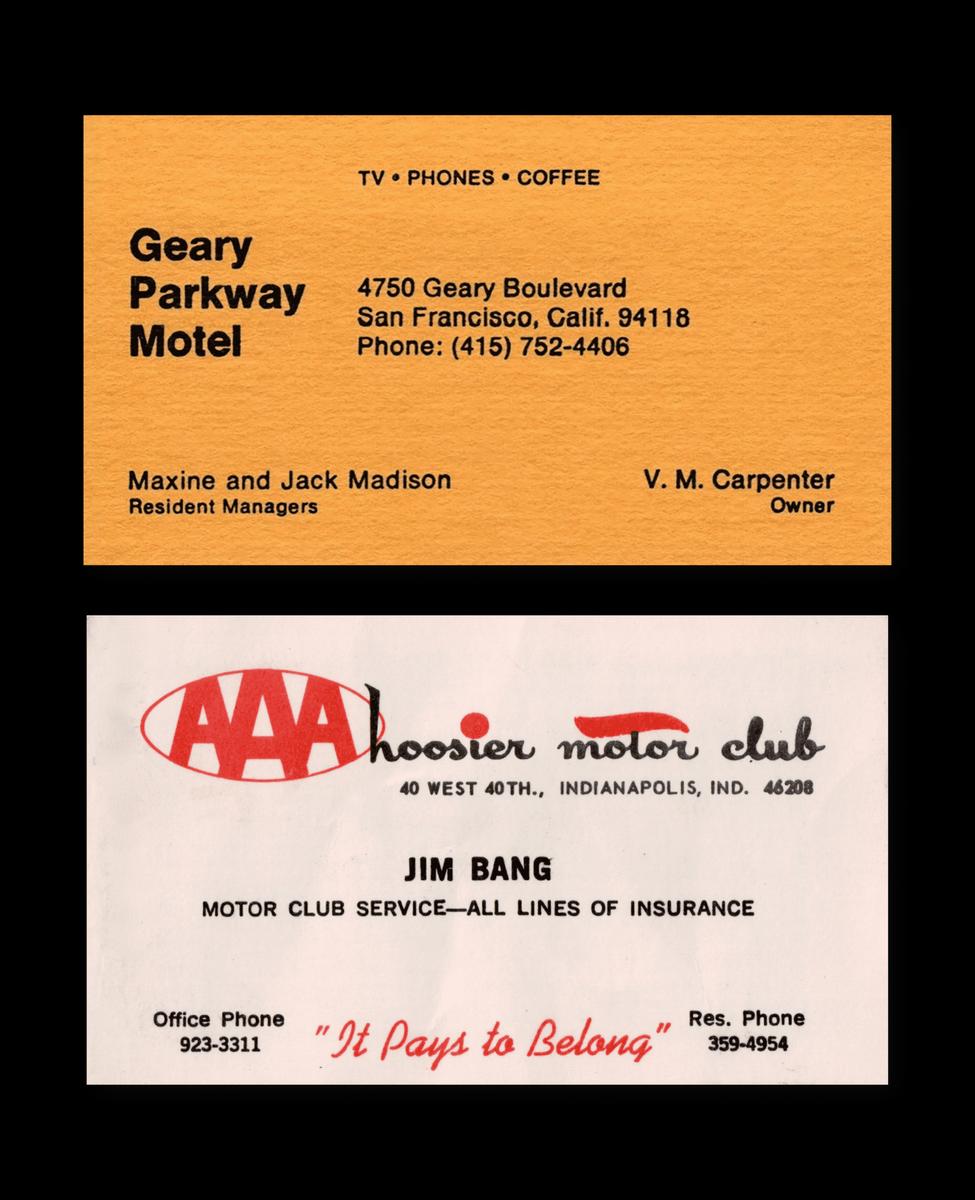 TV • PHONES • COFFEE
Geary
Parkway
Motel
4750 Geary Boulevard
San Francisco, Calif. 94118
Phone: (415) 752-4406
Maxine and Jack Madison
Resident Managers
V. M. Carpenter
Owner
AAA hoosier motor club
40 WEST 40TH., INDIANAPOLIS, IND. 46208
JIM BANG
MOTOR CLUB SERVICE—ALL LINES OF INSURANCE
Office Phone
923-3311
"It Pays to Belong"
Res. Phone
359-4954